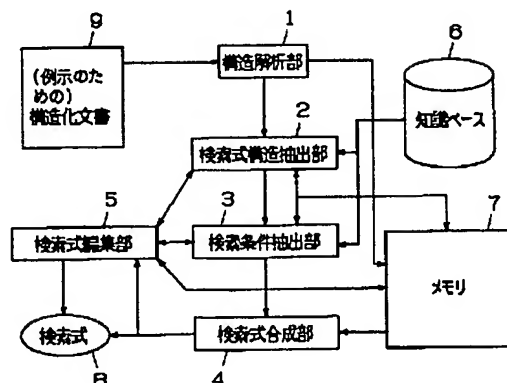 9
(例示のため
の)
構造化文書
1
構造解析部
6
知識ベース
2
検索式構造抽出部
5
検索式編集部
3
検索条件抽出部
7
メモリ
検索式
8
検索式合成部
4